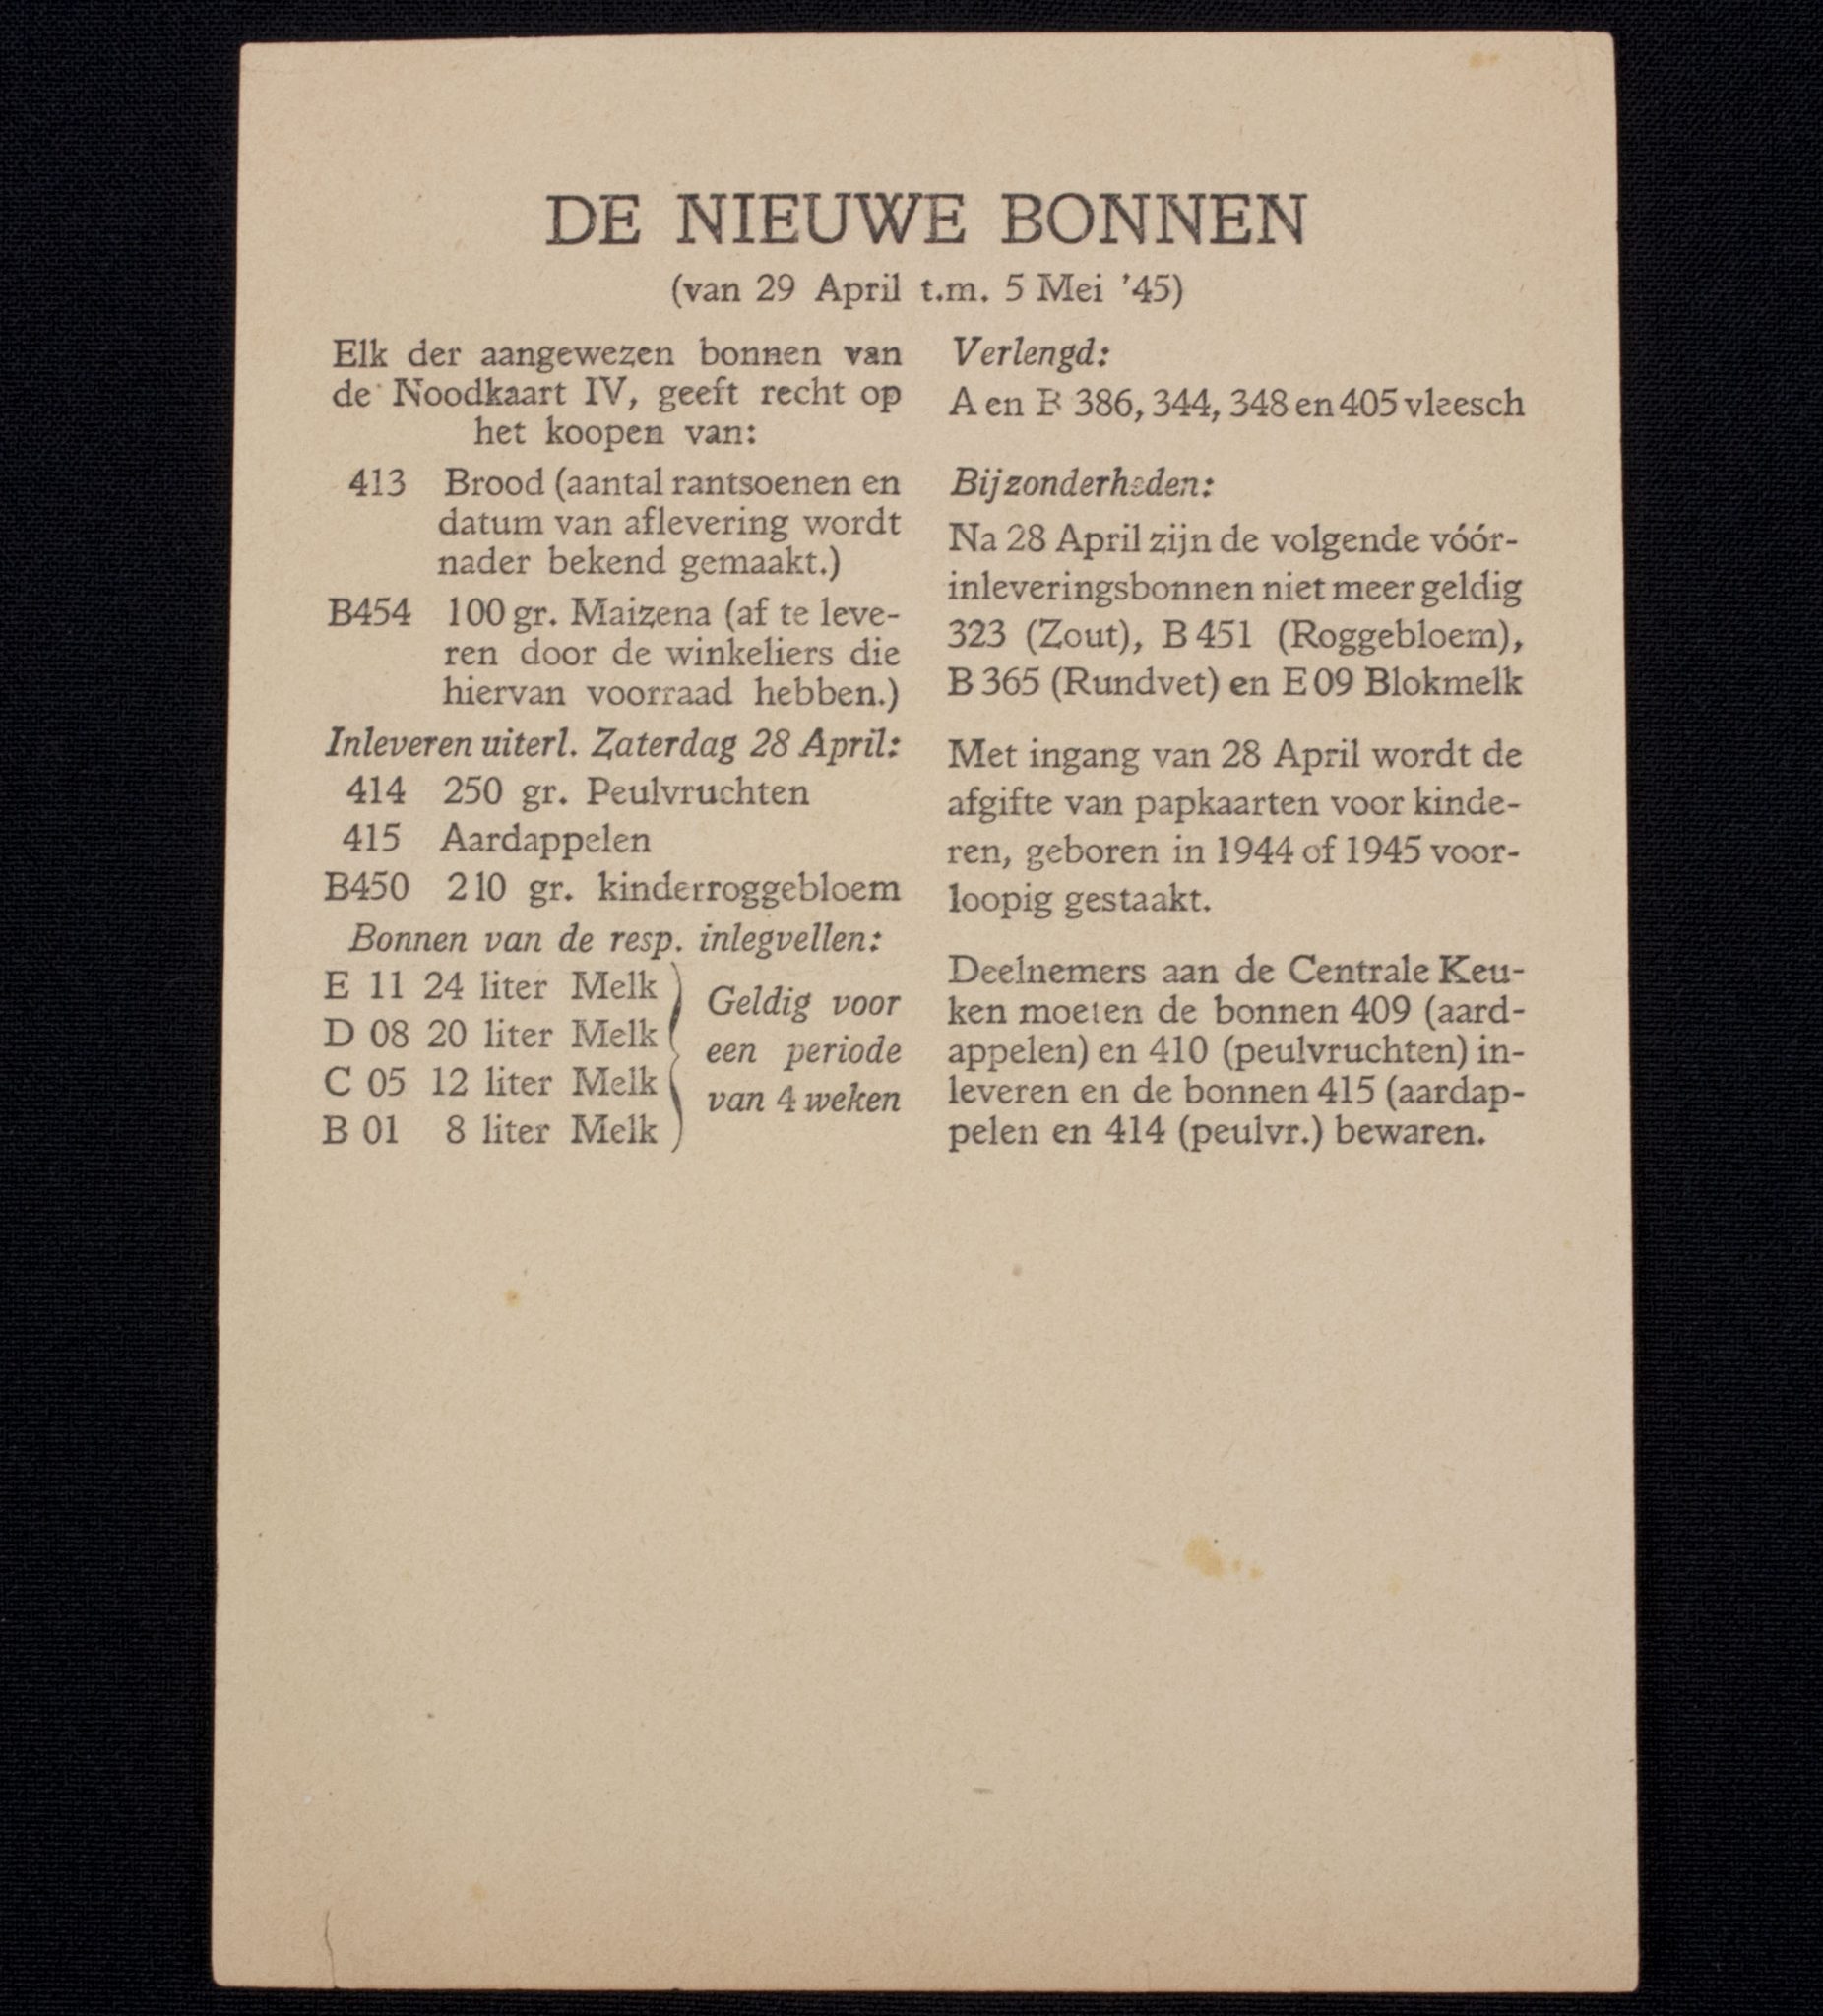 DE NIEUWE BONNEN
(van 29 April t.m. 5 Mei '45)
Elk der aangewezen bonnen van
de Noodkaart IV, geeft recht op
het koopen van:
413 Brood (aantal rantsoenen en
datum van aflevering wordt
nader bekend gemaakt.)
B454 100 gr. Maizena (af te leve-
ren door de winkeliers die
hiervan voorraad hebben.)
Inleveren uiterl. Zaterdag 28 April:
414 250 gr. Peulvruchten
415 Aardappelen
B450 210 gr. kinderroggebloem
Bonnen van de resp. inlegvellen:
E 11 24 liter Melk
D 08 20 liter Melk
C 05 12 liter Melk
B 01 8 liter Melk
Geldig voor
een periode
van 4 weken
Verlengd:
A en B 386, 344, 348 en 405 vleesch
Bijzonderheden:
Na 28 April zijn de volgende vóór-
inleveringsbonnen niet meer geldig
323 (Zout), B 451 (Roggebloem),
B 365 (Rundvet) en E 09 Blokmelk
Met ingang van 28 April wordt de
afgifte van papkaarten voor kinde-
ren, geboren in 1944 of 1945 voor-
loopig gestaakt.
Deelnemers aan de Centrale Keu-
ken moeten de bonnen 409 (aard-
appelen) en 410 (peulvruchten) in-
leveren en de bonnen 415 (aardap-
pelen en 414 (peulvr.) bewaren.